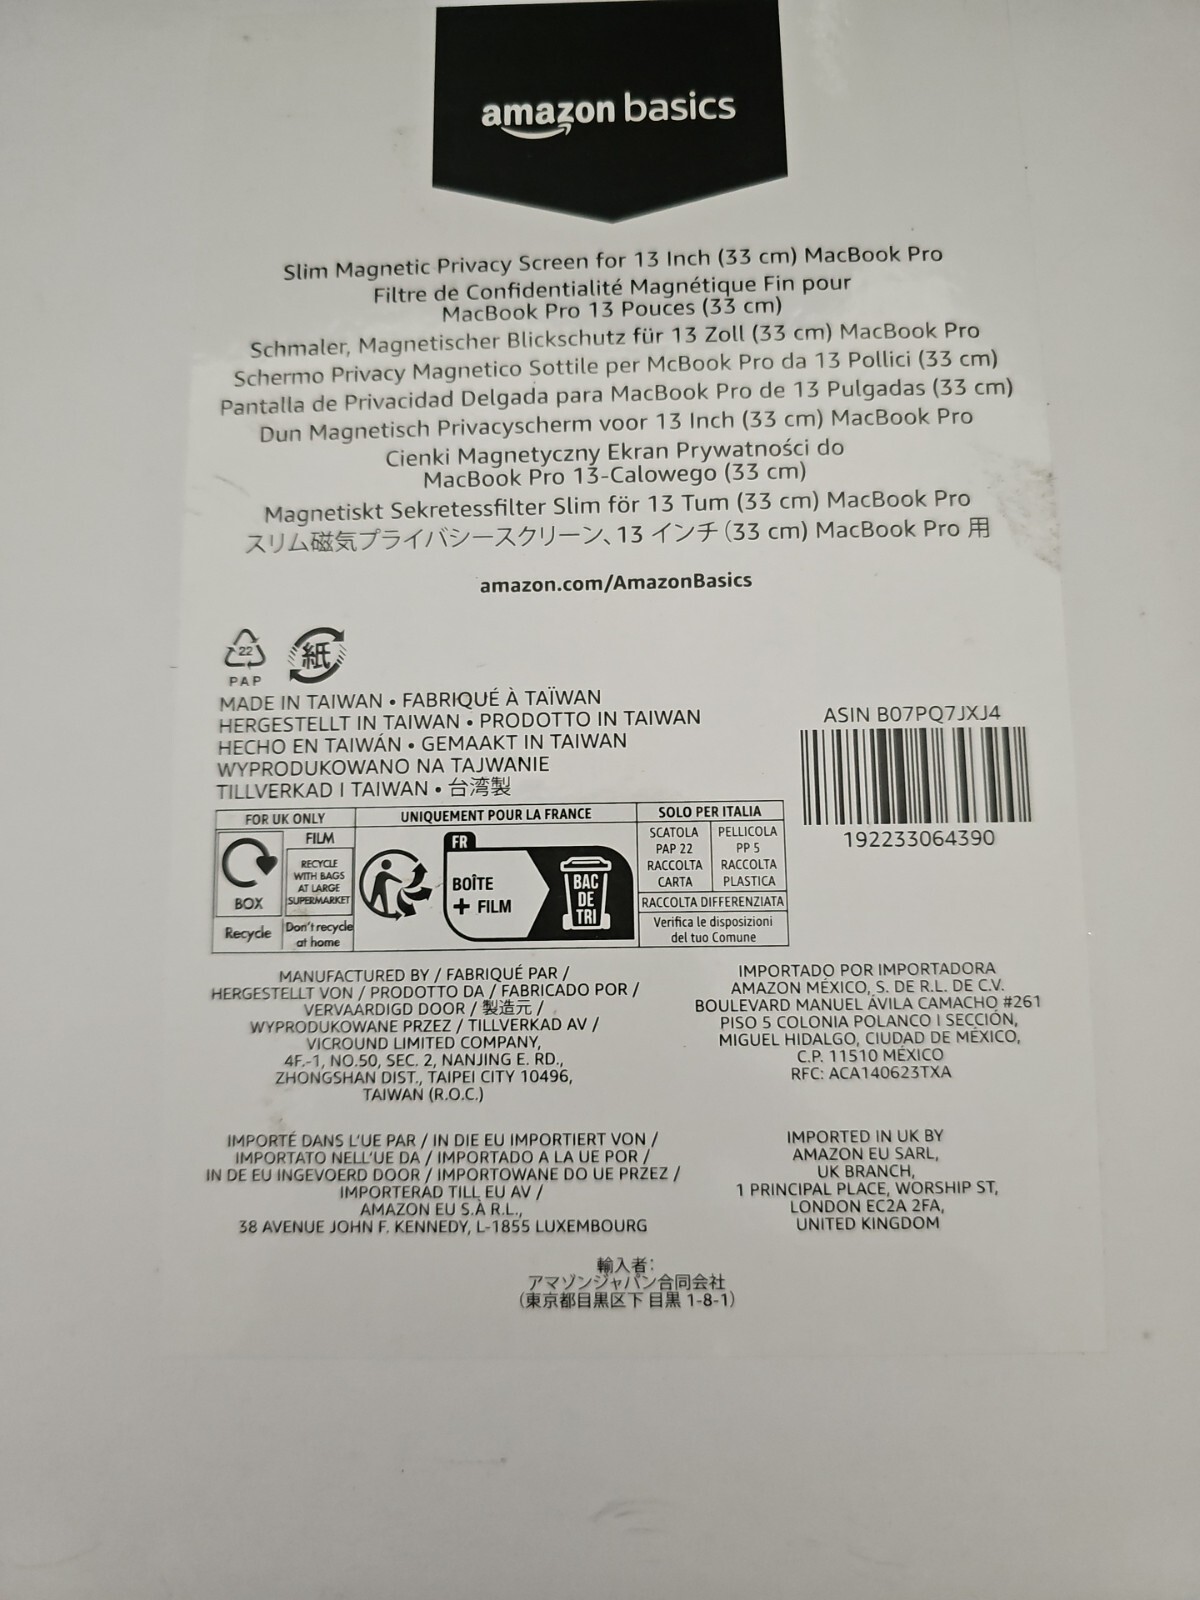 amazon basics
Slim Magnetic Privacy Screen for 13 Inch (33 cm) MacBook Pro
Filtre de Confidentialité Magnétique Fin pour
MacBook Pro 13 Pouces (33 cm)
Schmaler, Magnetischer Blickschutz für 13 Zoll (33 cm) MacBook Pro
Schermo Privacy Magnetico Sottile per McBook Pro da 13 Pollici (33 cm)
Pantalla de Privacidad Delgada para MacBook Pro de 13 Pulgadas (33 cm)
Dun Magnetisch Privacyscherm voor 13 Inch (33 cm) MacBook Pro
Cienki Magnetyczny Ekran Prywatności do
MacBook Pro 13-Calowego (33 cm)
Magnetiskt Sekretessfilter Slim för 13 Tum (33 cm) MacBook Pro
スリム磁気プライバシースクリーン、13 インチ (33 cm) MacBook Pro 用
amazon.com/AmazonBasics
22
PAP
紙
MADE IN TAIWAN • FABRIQUÉ À TAÏWAN
HERGESTELLT IN TAIWAN • PRODOTTO IN TAIWAN
HECHO EN TAIWÁN • GEMAAKT IN TAIWAN
WYPRODUKOWANO NA TAJWANIE
TILLVERKAD I TAIWAN • 台湾製
ASIN B07PQ7JXJ4
192233064390
FOR UK ONLY
BOX
Recycle
FILM
RECYCLE
WITH BAGS
AT LARGE
SUPERMARKET
Don't recycle
at home
UNIQUEMENT POUR LA FRANCE
FR
BOÎTE
+ FILM
BAC
DE
TRI
SOLO PER ITALIA
SCATOLA
PAP 22
RACCOLTA
CARTA
PELLICOLA
PP 5
RACCOLTA
PLASTICA
RACCOLTA DIFFERENZIATA
Verifica le disposizioni
del tuo Comune
MANUFACTURED BY / FABRIQUÉ PAR /
HERGESTELLT VON / PRODOTTO DA / FABRICADO POR /
VERVAARDIGD DOOR / 製造元 /
WYPRODUKOWANE PRZEZ / TILLVERKAD AV /
VICROUND LIMITED COMPANY,
4F.-1, NO.50, SEC. 2, NANJING E. RD.,
ZHONGSHAN DIST., TAIPEI CITY 10496,
TAIWAN (R.O.C.)
IMPORTADO POR IMPORTADORA
AMAZON MÉXICO, S. DE R.L. DE C.V.
BOULEVARD MANUEL ÁVILA CAMACHO #261
PISO 5 COLONIA POLANCO I SECCIÓN,
MIGUEL HIDALGO, CIUDAD DE MÉXICO,
C.P. 11510 MÉXICO
RFC: ACA140623TXA
IMPORTÉ DANS L'UE PAR / IN DIE EU IMPORTIERT VON /
IMPORTATO NELL'UE DA / IMPORTADO A LA UE POR /
IN DE EU INGEVOERD DOOR / IMPORTOWANE DO UE PRZEZ /
IMPORTERAD TILL EU AV /
AMAZON EU S.À R.L.,
38 AVENUE JOHN F. KENNEDY, L-1855 LUXEMBOURG
IMPORTED IN UK BY
AMAZON EU SARL,
UK BRANCH,
1 PRINCIPAL PLACE, WORSHIP ST,
LONDON EC2A 2FA,
UNITED KINGDOM
輸入者:
アマゾンジャパン合同会社
(東京都目黒区下 目黒 1-8-1)